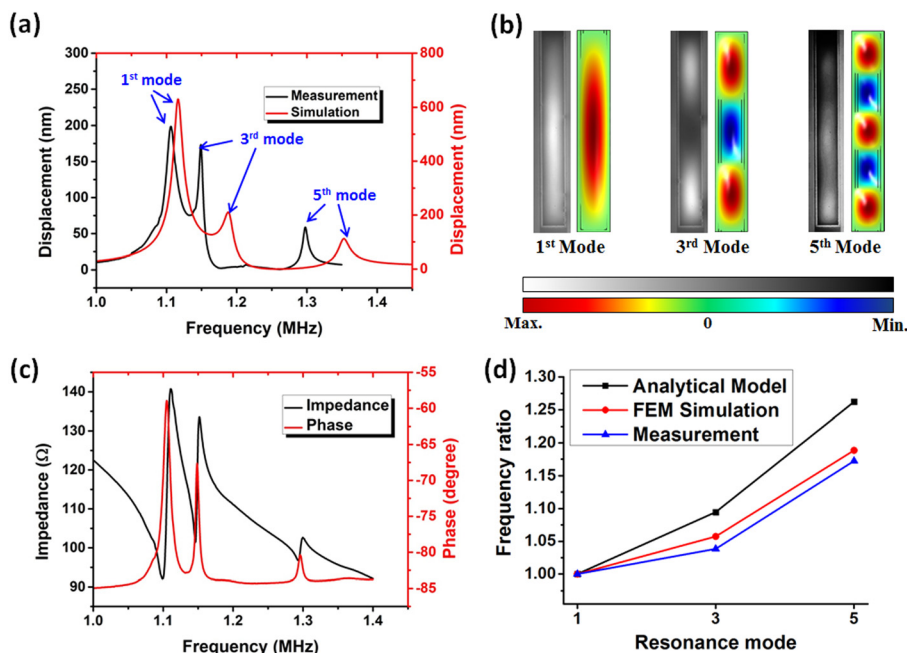 (a)
Displacement (nm)
300
250
200
150
100
50
0
1.0
1.1
1.2
1.3
1.4
Frequency (MHz)
800
600
400
200
0
Displacement (nm)
Measurement
Simulation
1st mode
3rd mode
5th mode
(b)
1st Mode
3rd Mode
5th Mode
Max.
0
Min.
(c)
Impedance (Ω)
140
130
120
110
100
90
1.0
1.1
1.2
1.3
1.4
Frequency (MHz)
-55
-60
-65
-70
-75
-80
-85
Phase (degree)
Impedance
Phase
(d)
Frequency ratio
1.30
1.25
1.20
1.15
1.10
1.05
1.00
1
3
5
Resonance mode
Analytical Model
FEM Simulation
Measurement